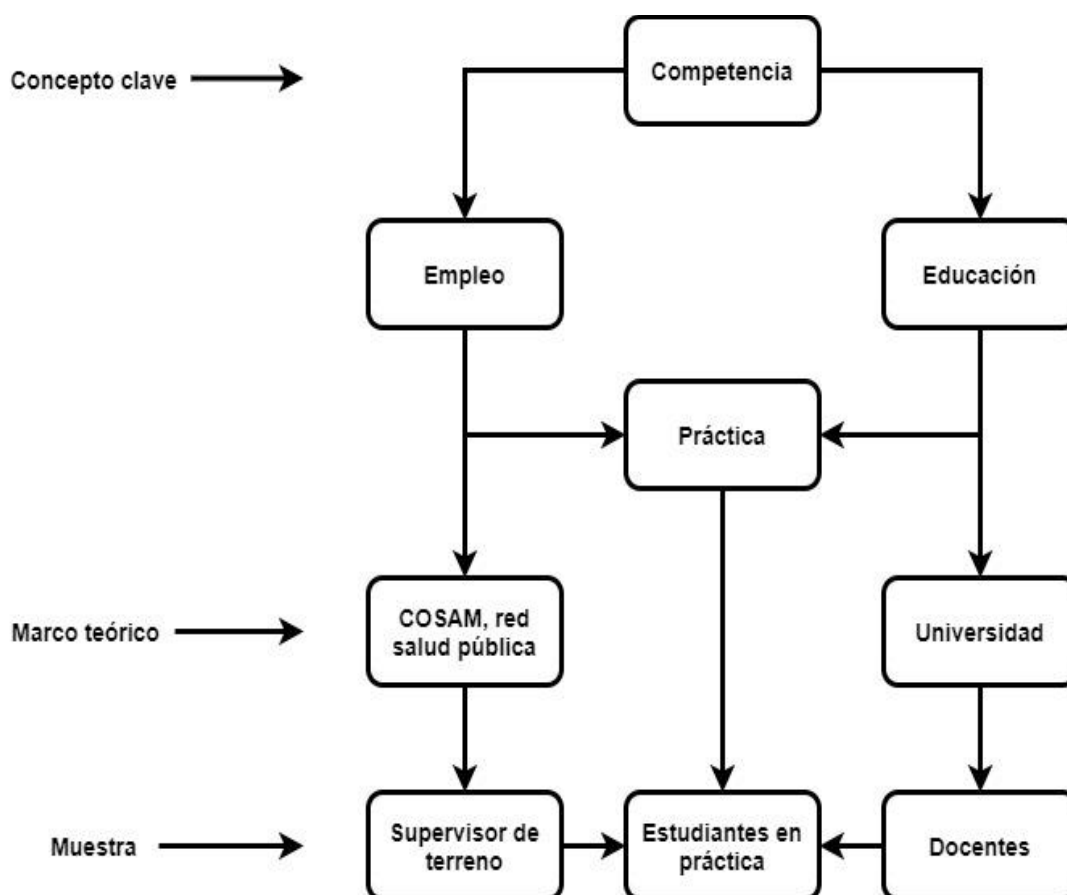 Concepto clave
Competencia
Empleo
Educación
Práctica
Marco teórico
COSAM, red
salud pública
Universidad
Muestra
Supervisor de
terreno
Estudiantes en
práctica
Docentes